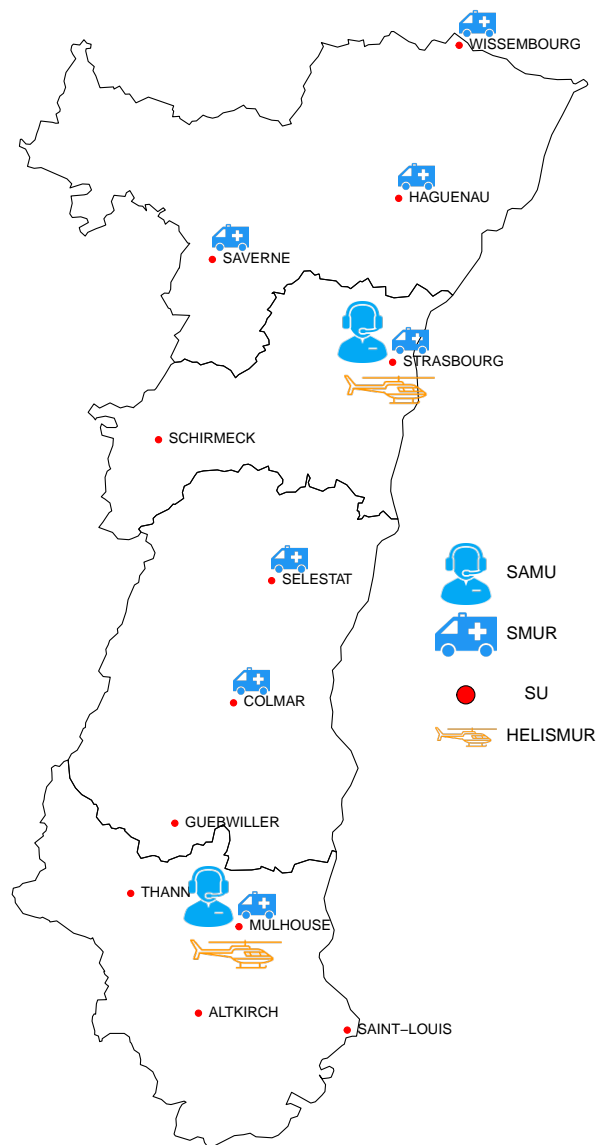 WISSEMBOURG
HAGUENAU
SAVERNE
STRASBOURG
SCHIRMECK
SELESTAT
SAMU
SMUR
SU
COLMAR
HELISMUR
GUEBWILLER
THANN
MULHOUSE
ALTKIRCH
SAINT−LOUIS